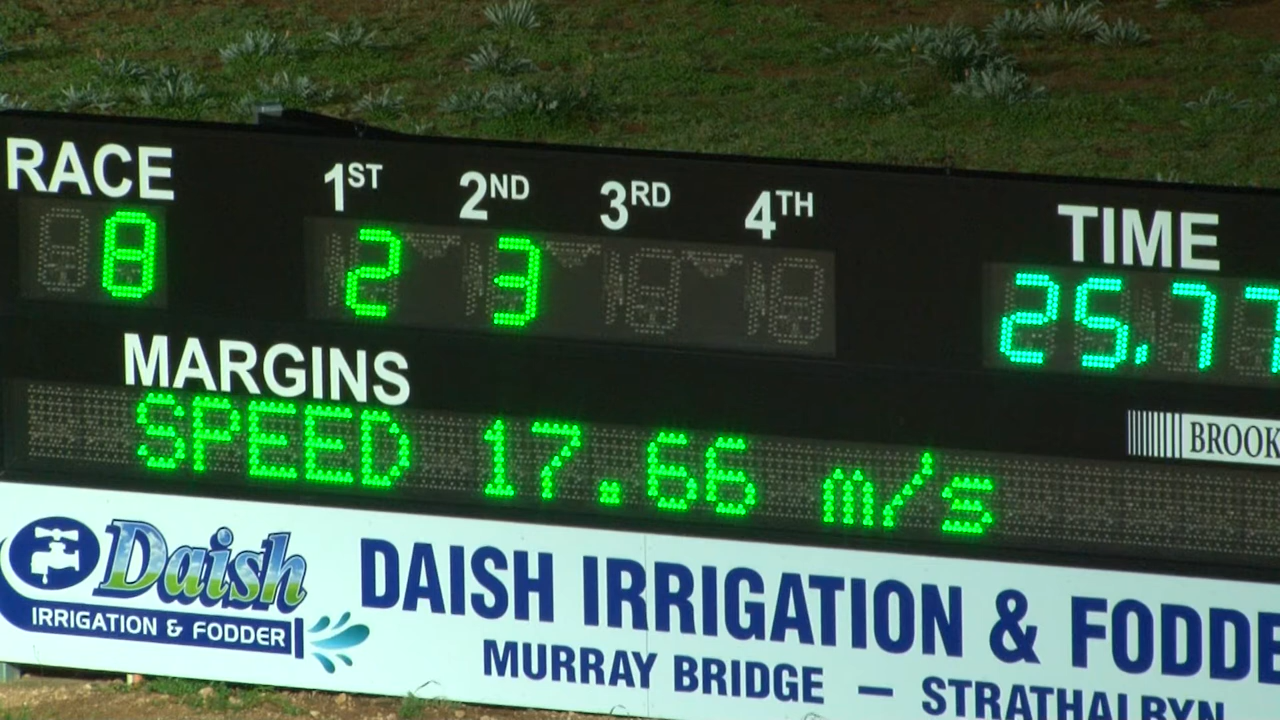 RACE 1ST 2ND 3RD 4TH TIME
8 2 3 25.77
MARGINS
SPEED 17.66 m/s
BROOK
Daish
IRRIGATION & FODDER
DAISH IRRIGATION & FODDE
MURRAY BRIDGE — STRATHALBYN